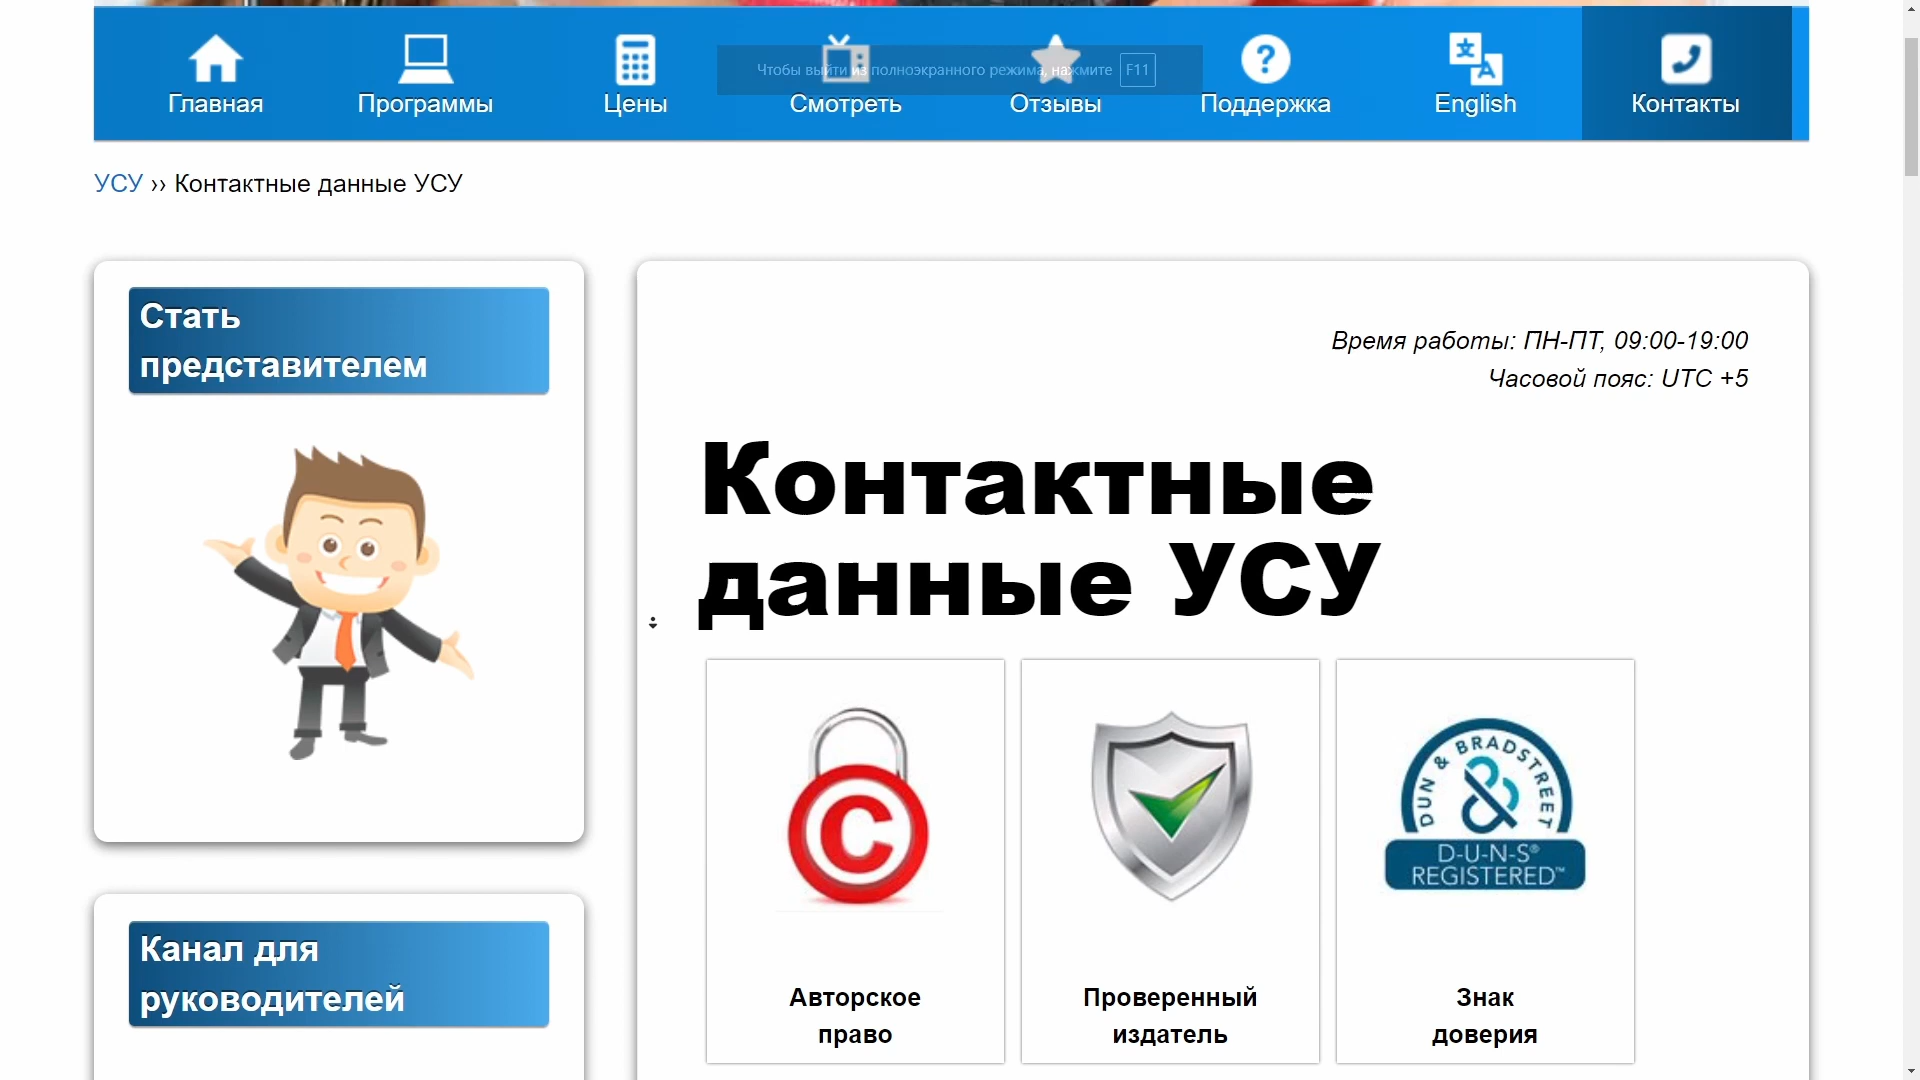 Главная
Программы
Цены
Смотреть
Отзывы
Поддержка
English
Контакты
Чтобы выйти из полноэкранного режима, нажмите F11
УСУ ›› Контактные данные УСУ
Стать
представителем
Канал для
руководителей
Время работы: ПН-ПТ, 09:00-19:00
Часовой пояс: UTC +5
Контактные
данные УСУ
C
Авторское
право
Проверенный
издатель
DUN & BRADSTREET
D-U-N-S®
REGISTERED™
Знак
доверия